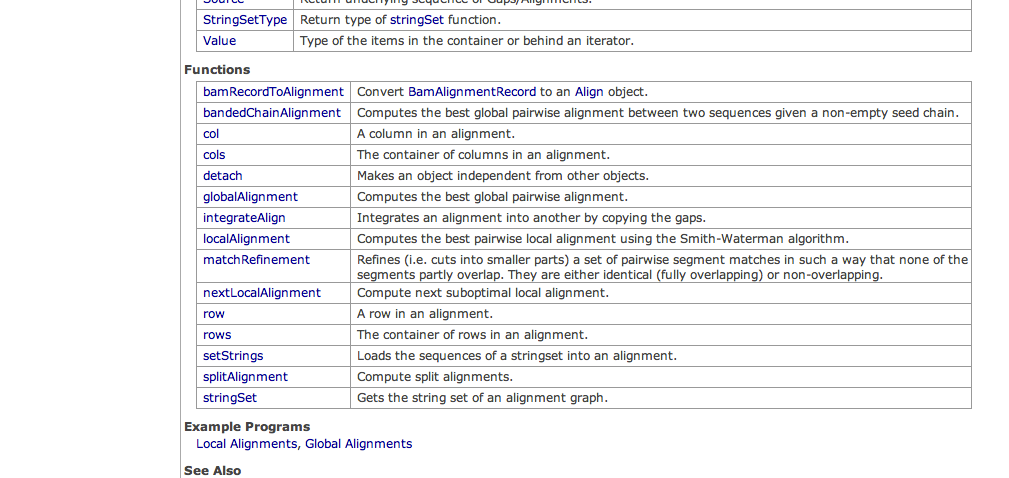 Source Return underlying sequence of Gaps/Alignments.
StringSetType Return type of stringSet function.
Value Type of the items in the container or behind an iterator.
Functions
bamRecordToAlignment Convert BamAlignmentRecord to an Align object.
bandedChainAlignment Computes the best global pairwise alignment between two sequences given a non-empty seed chain.
col A column in an alignment.
cols The container of columns in an alignment.
detach Makes an object independent from other objects.
globalAlignment Computes the best global pairwise alignment.
integrateAlign Integrates an alignment into another by copying the gaps.
localAlignment Computes the best pairwise local alignment using the Smith-Waterman algorithm.
matchRefinement Refines (i.e. cuts into smaller parts) a set of pairwise segment matches in such a way that none of the
segments partly overlap. They are either identical (fully overlapping) or non-overlapping.
nextLocalAlignment Compute next suboptimal local alignment.
row A row in an alignment.
rows The container of rows in an alignment.
setStrings Loads the sequences of a stringset into an alignment.
splitAlignment Compute split alignments.
stringSet Gets the string set of an alignment graph.
Example Programs
Local Alignments, Global Alignments
See Also